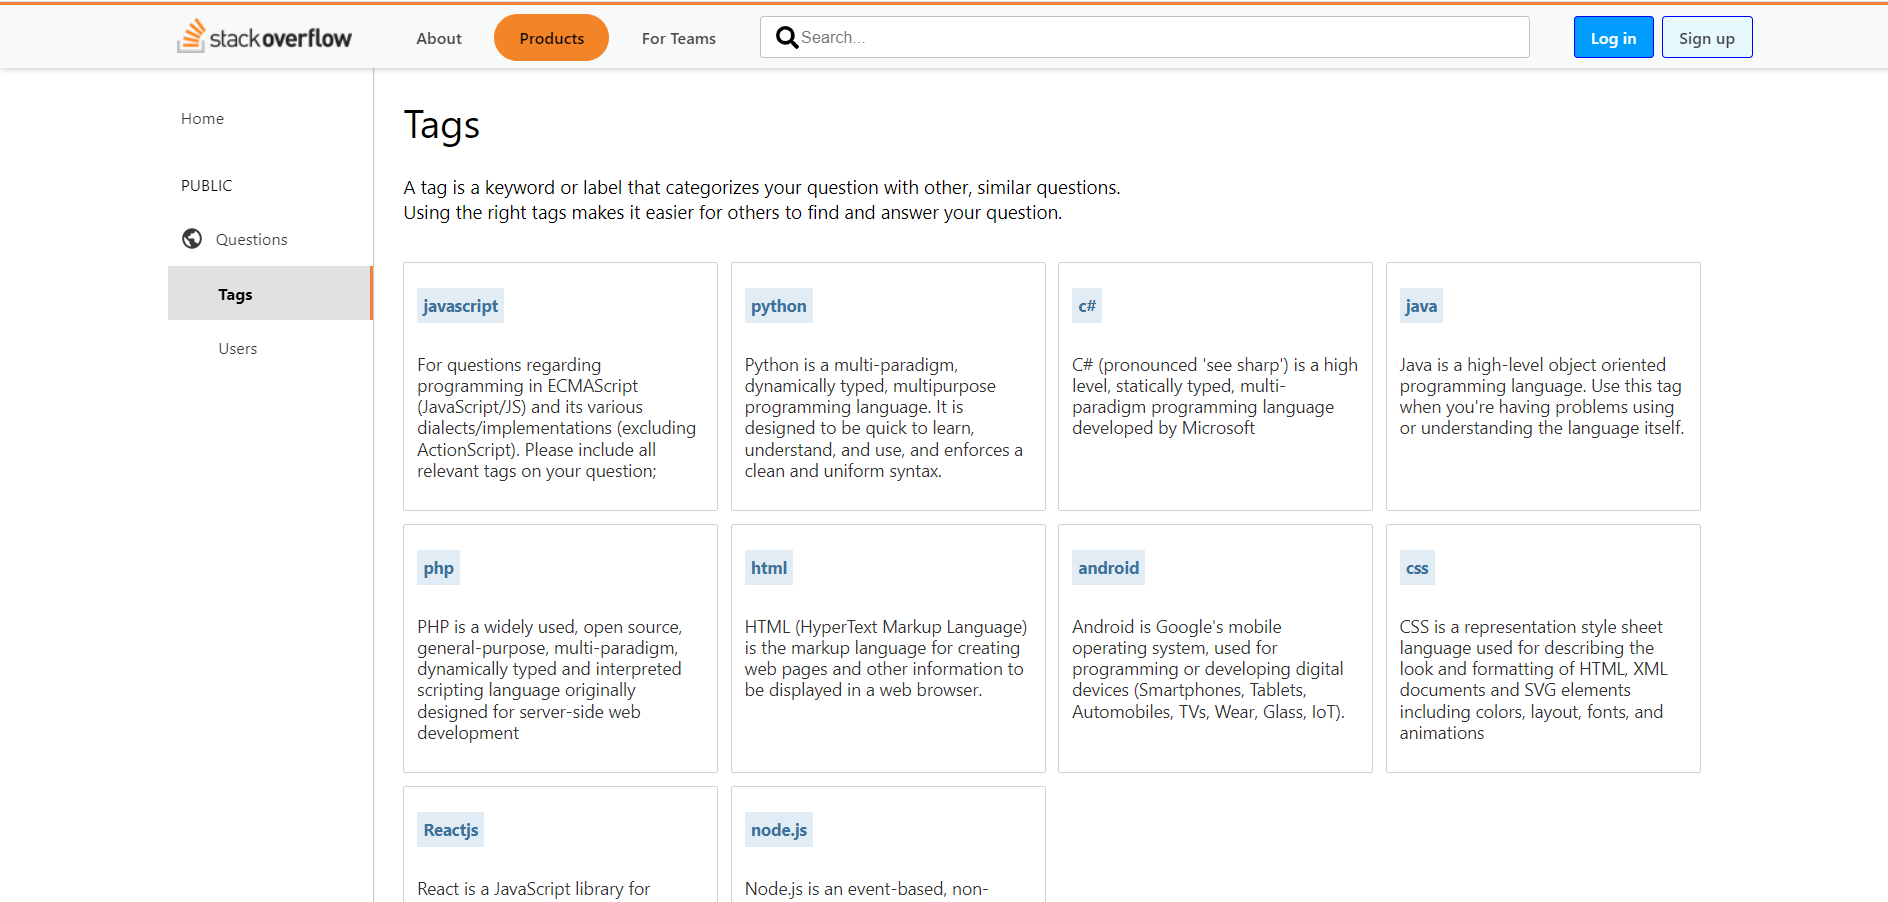 stackoverflow
About
Products
For Teams
Search...
Log in
Sign up
Home
PUBLIC
Questions
Tags
Users
Tags
A tag is a keyword or label that categorizes your question with other, similar questions.
Using the right tags makes it easier for others to find and answer your question.
javascript
For questions regarding
programming in ECMAScript
(JavaScript/JS) and its various
dialects/implementations (excluding
ActionScript). Please include all
relevant tags on your question;
python
Python is a multi-paradigm,
dynamically typed, multipurpose
programming language. It is
designed to be quick to learn,
understand, and use, and enforces a
clean and uniform syntax.
c#
C# (pronounced 'see sharp') is a high
level, statically typed, multi-
paradigm programming language
developed by Microsoft
java
Java is a high-level object oriented
programming language. Use this tag
when you're having problems using
or understanding the language itself.
php
PHP is a widely used, open source,
general-purpose, multi-paradigm,
dynamically typed and interpreted
scripting language originally
designed for server-side web
development
html
HTML (HyperText Markup Language)
is the markup language for creating
web pages and other information to
be displayed in a web browser.
android
Android is Google's mobile
operating system, used for
programming or developing digital
devices (Smartphones, Tablets,
Automobiles, TVs, Wear, Glass, IoT).
css
CSS is a representation style sheet
language used for describing the
look and formatting of HTML, XML
documents and SVG elements
including colors, layout, fonts, and
animations
Reactjs
React is a JavaScript library for
node.js
Node.js is an event-based, non-